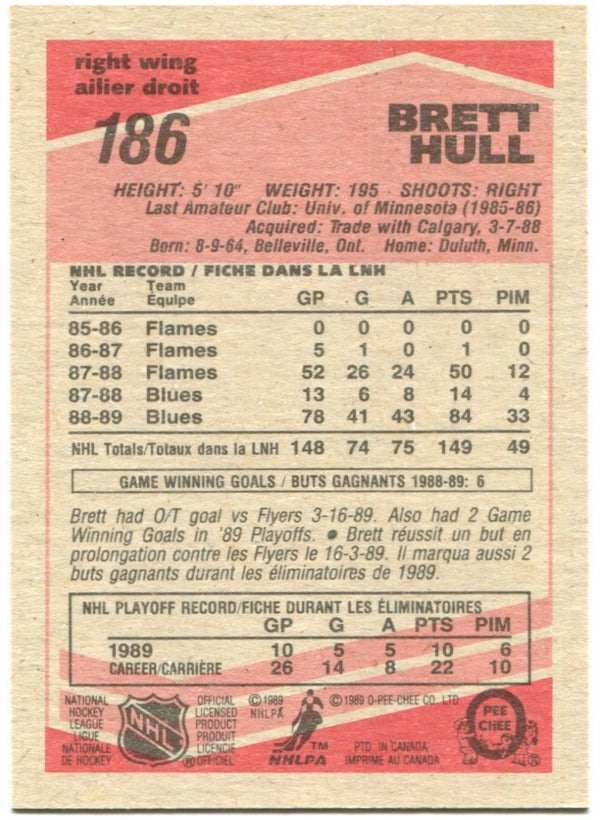 right wing
ailier droit
186
BRETT
HULL
HEIGHT: 5' 10" WEIGHT: 195 SHOOTS: RIGHT
Last Amateur Club: Univ. of Minnesota (1985-86)
Acquired: Trade with Calgary, 3-7-88
Born: 8-9-64, Belleville, Ont. Home: Duluth, Minn.
NHL RECORD / FICHE DANS LA LNH
Year Team
Année Équipe GP G A PTS PIM
85-86 Flames 0 0 0 0 0
86-87 Flames 5 1 0 1 0
87-88 Flames 52 26 24 50 12
87-88 Blues 13 6 8 14 4
88-89 Blues 78 41 43 84 33
NHL Totals/Totaux dans la LNH 148 74 75 149 49
GAME WINNING GOALS / BUTS GAGNANTS 1988-89: 6
Brett had O/T goal vs Flyers 3-16-89. Also had 2 Game
Winning Goals in '89 Playoffs. ● Brett réussit un but en
prolongation contre les Flyers le 16-3-89. Il marqua aussi 2
buts gagnants durant les éliminatoires de 1989.
NHL PLAYOFF RECORD/FICHE DURANT LES ÉLIMINATOIRES
GP G A PTS PIM
1989 10 5 5 10 6
CAREER/CARRIÈRE 26 14 8 22 10
NATIONAL
HOCKEY
LEAGUE
LIGUE
NATIONALE
DE HOCKEY
NHL
OFFICIAL
LICENSED
PRODUCT
PRODUIT
LICENCIE
®OFFICIEL
©1989
NHLPA
TM
NHLPA
©1989 O-PEE-CHEE CO. LTD.
PTD. IN CANADA
IMPRIMÉ AU CANADA
O
PEE
CHEE